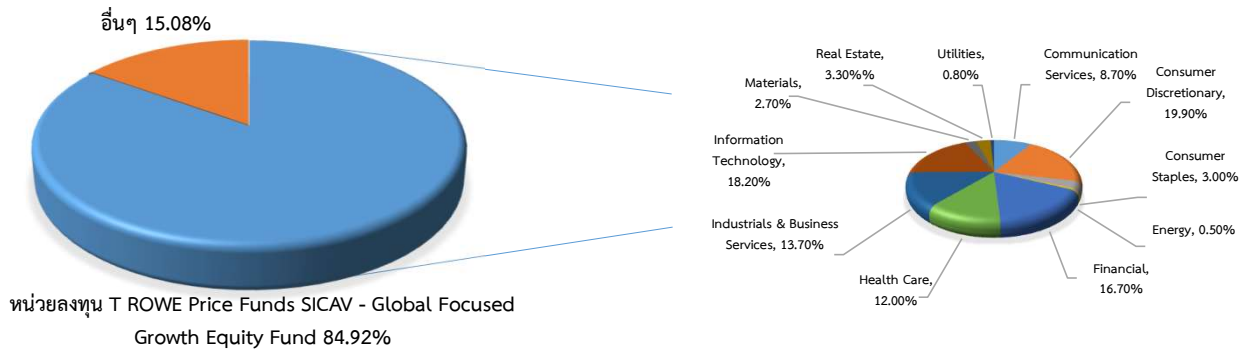 อื่นๆ 15.08%
หน่วยลงทุน T ROWE Price Funds SICAV - Global Focused
Growth Equity Fund 84.92%
Real Estate,
3.30%%
Utilities,
0.80%
Communication
Services, 8.70%
Consumer
Discretionary,
19.90%
Materials,
2.70%
Information
Technology,
18.20%
Consumer
Staples, 3.00%
Industrials & Business
Services, 13.70%
Energy, 0.50%
Health Care,
12.00%
Financial,
16.70%